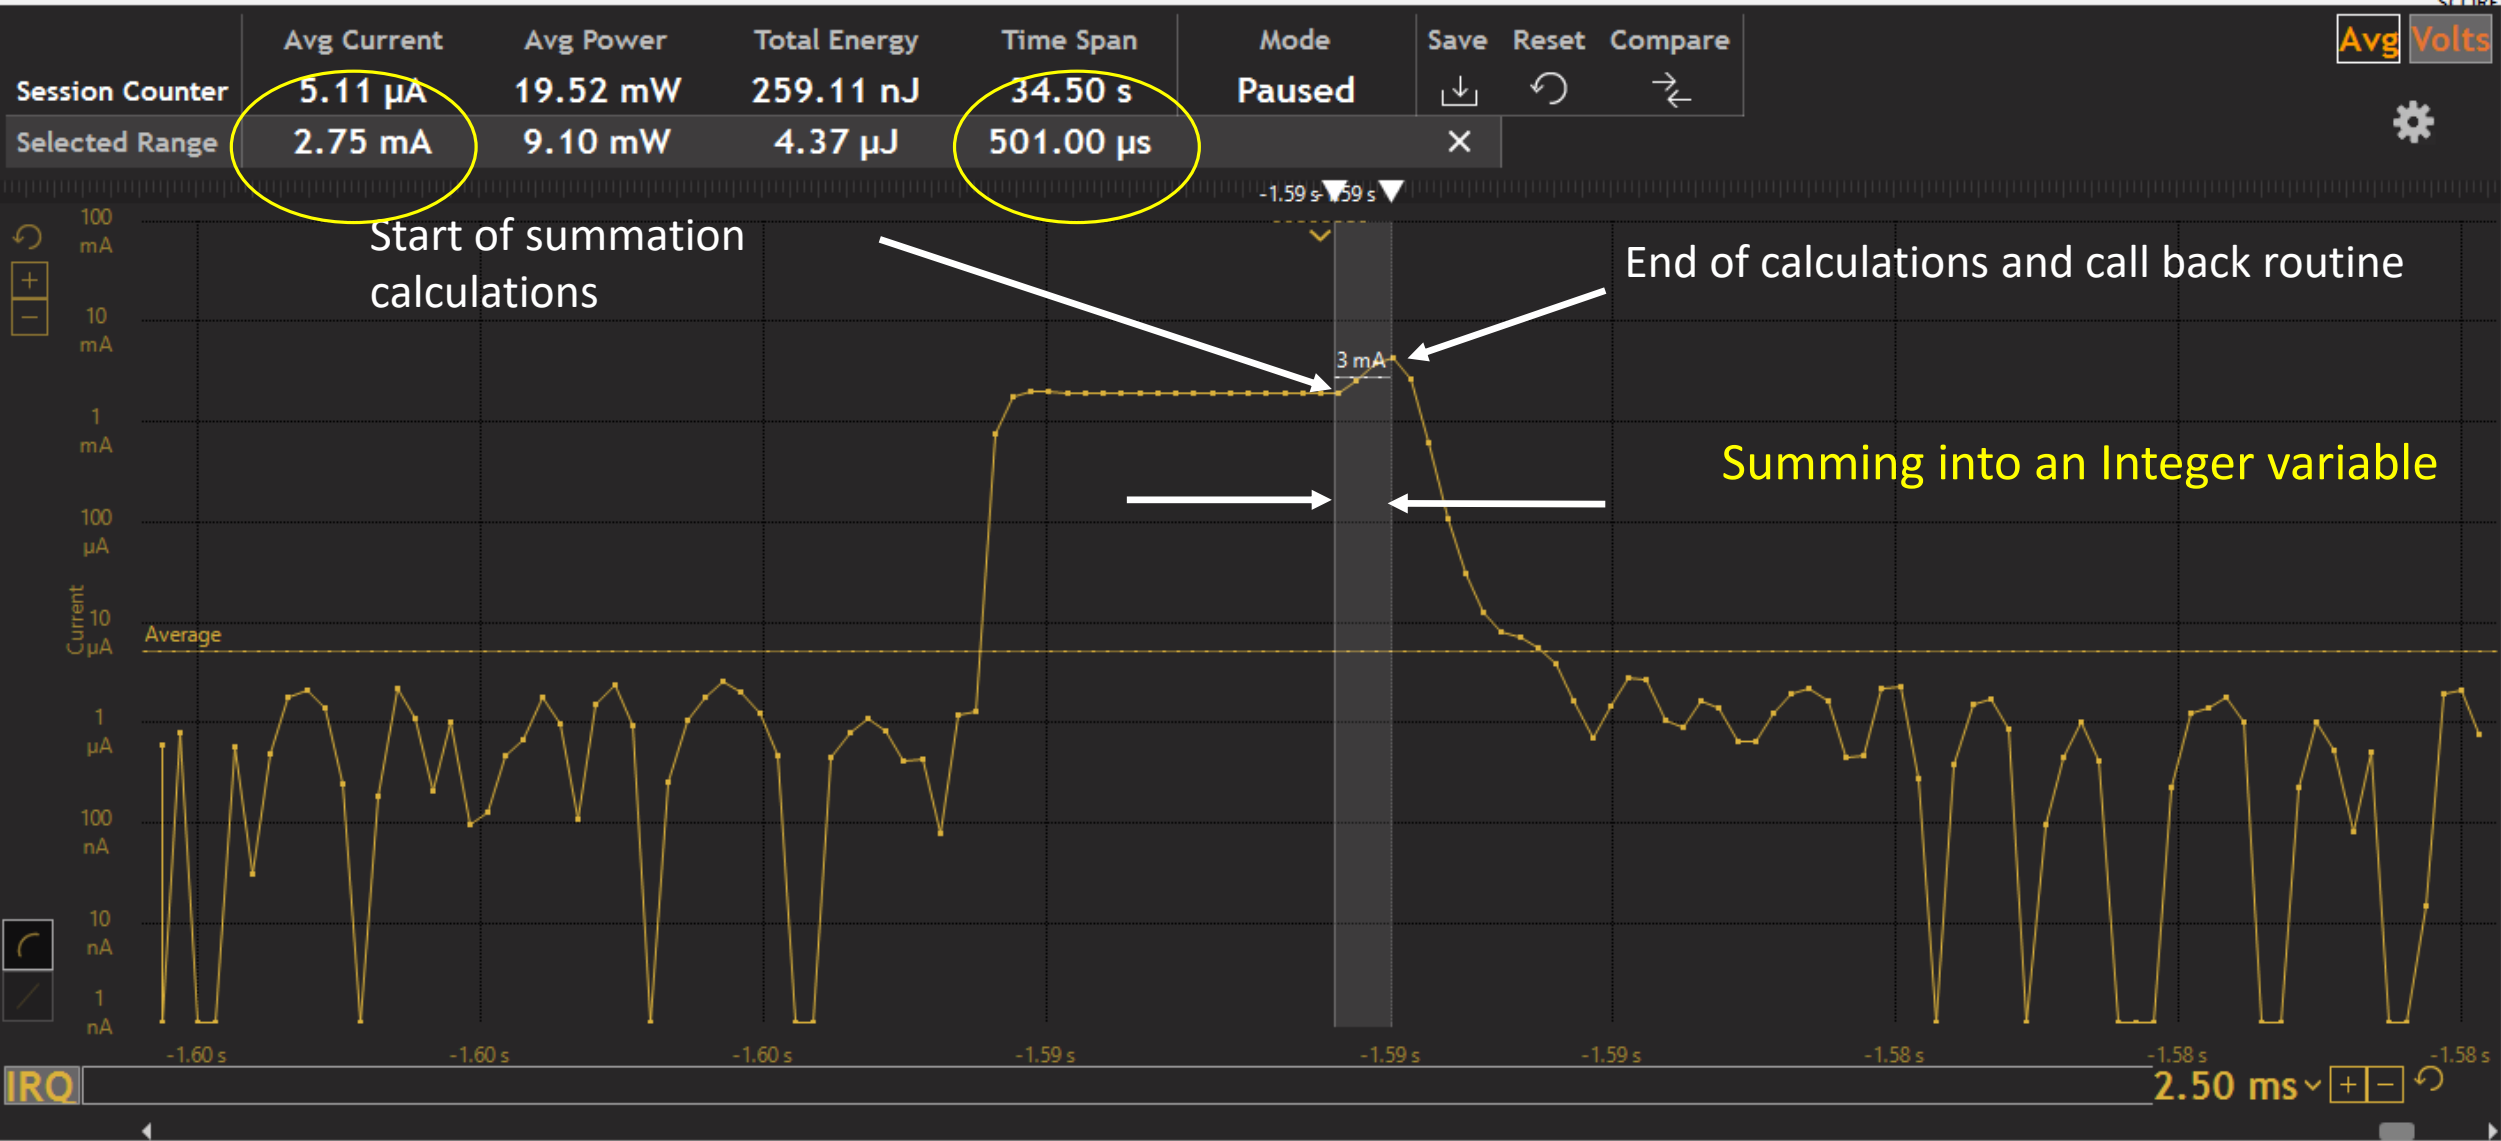 Avg Current Avg Power Total Energy Time Span Mode Save Reset Compare Avg Volts
Session Counter 5.11 µA 19.52 mW 259.11 nJ 34.50 s Paused
Selected Range 2.75 mA 9.10 mW 4.37 µJ 501.00 µs
-1.59 s -1.59 s
100
mA
Start of summation
calculations
End of calculations and call back routine
10
mA
3 mA
1
mA
Summing into an Integer variable
100
µA
Current
10
µA
Average
1
µA
100
nA
10
nA
1
nA
-1.60 s -1.60 s -1.60 s -1.59 s -1.59 s -1.59 s -1.58 s -1.58 s -1.58 s
IRQ 2.50 ms